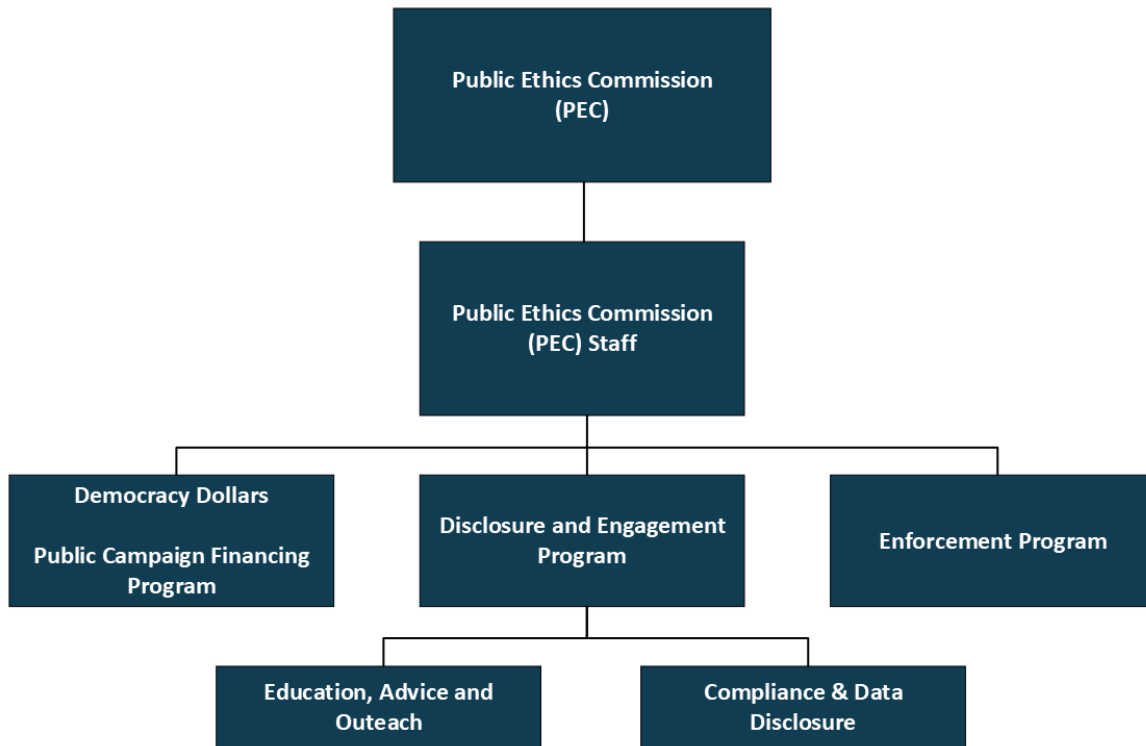 Public Ethics Commission
(PEC)
Public Ethics Commission
(PEC) Staff
Democracy Dollars
Public Campaign Financing
Program
Disclosure and Engagement
Program
Enforcement Program
Education, Advice and
Outeach
Compliance & Data
Disclosure